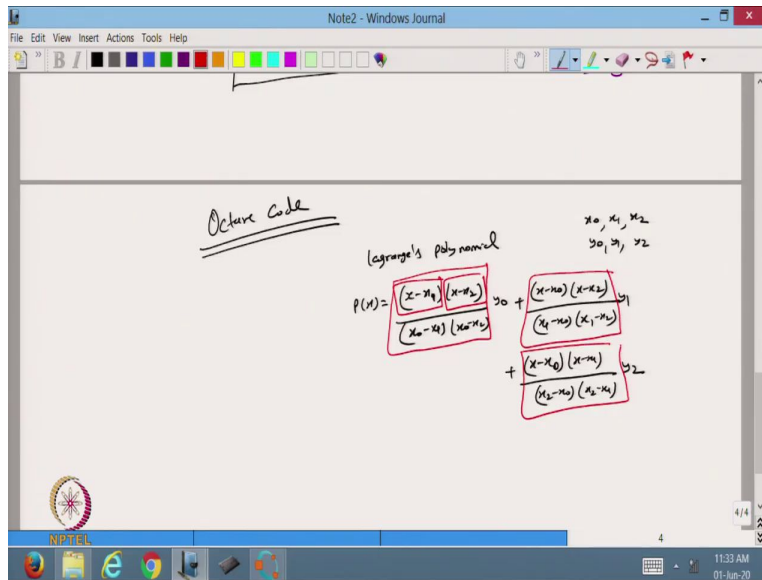 Note2 - Windows Journal
File Edit View Insert Actions Tools Help
B I
Octave Code
x0, x1, x2
y0, y1, y2
Lagrange's polynomial
P(x) = (x-x1) (x-x2) / (x0-x1) (x0-x2) y0 + (x-x0) (x-x2) / (x1-x0) (x1-x2) y1
+ (x-x0) (x-x1) / (x2-x0) (x2-x1) y2
NPTEL
4/4
4
11:33 AM
01-Jun-20